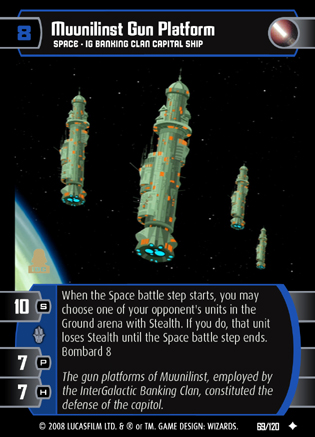 8
Muunilinst Gun Platform
SPACE - IG BANKING CLAN CAPITAL SHIP
10 S
7 P
7 H
When the Space battle step starts, you may
choose one of your opponent's units in the
Ground arena with Stealth. If you do, that unit
loses Stealth until the Space battle step ends.
Bombard 8
The gun platforms of Muunilinst, employed by
the InterGalactic Banking Clan, constituted the
defense of the capitol.
© 2008 LUCASFILM LTD. & ® or TM. GAME DESIGN: WIZARDS.
69/120